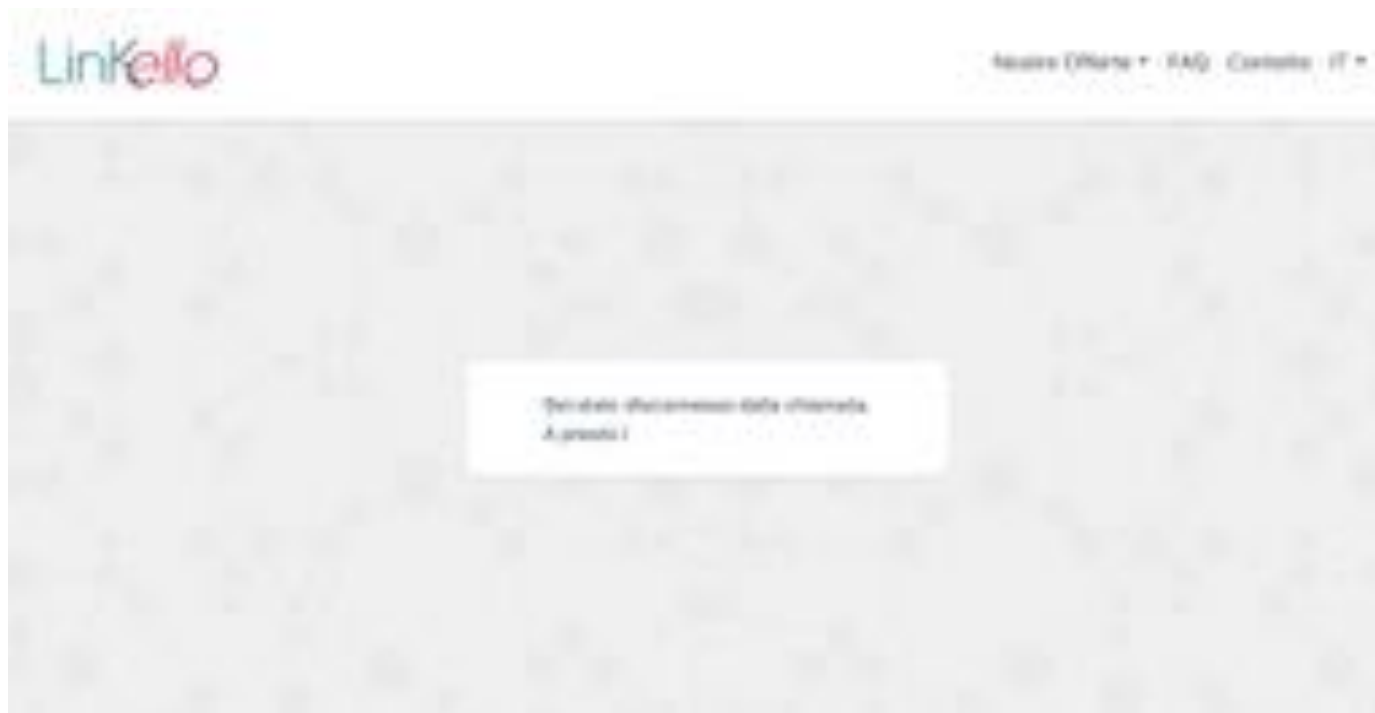 Linkello
Nostre Offerte FAQ Contatto IT
Sei stato disconnesso dalla chiamata.
A presto !